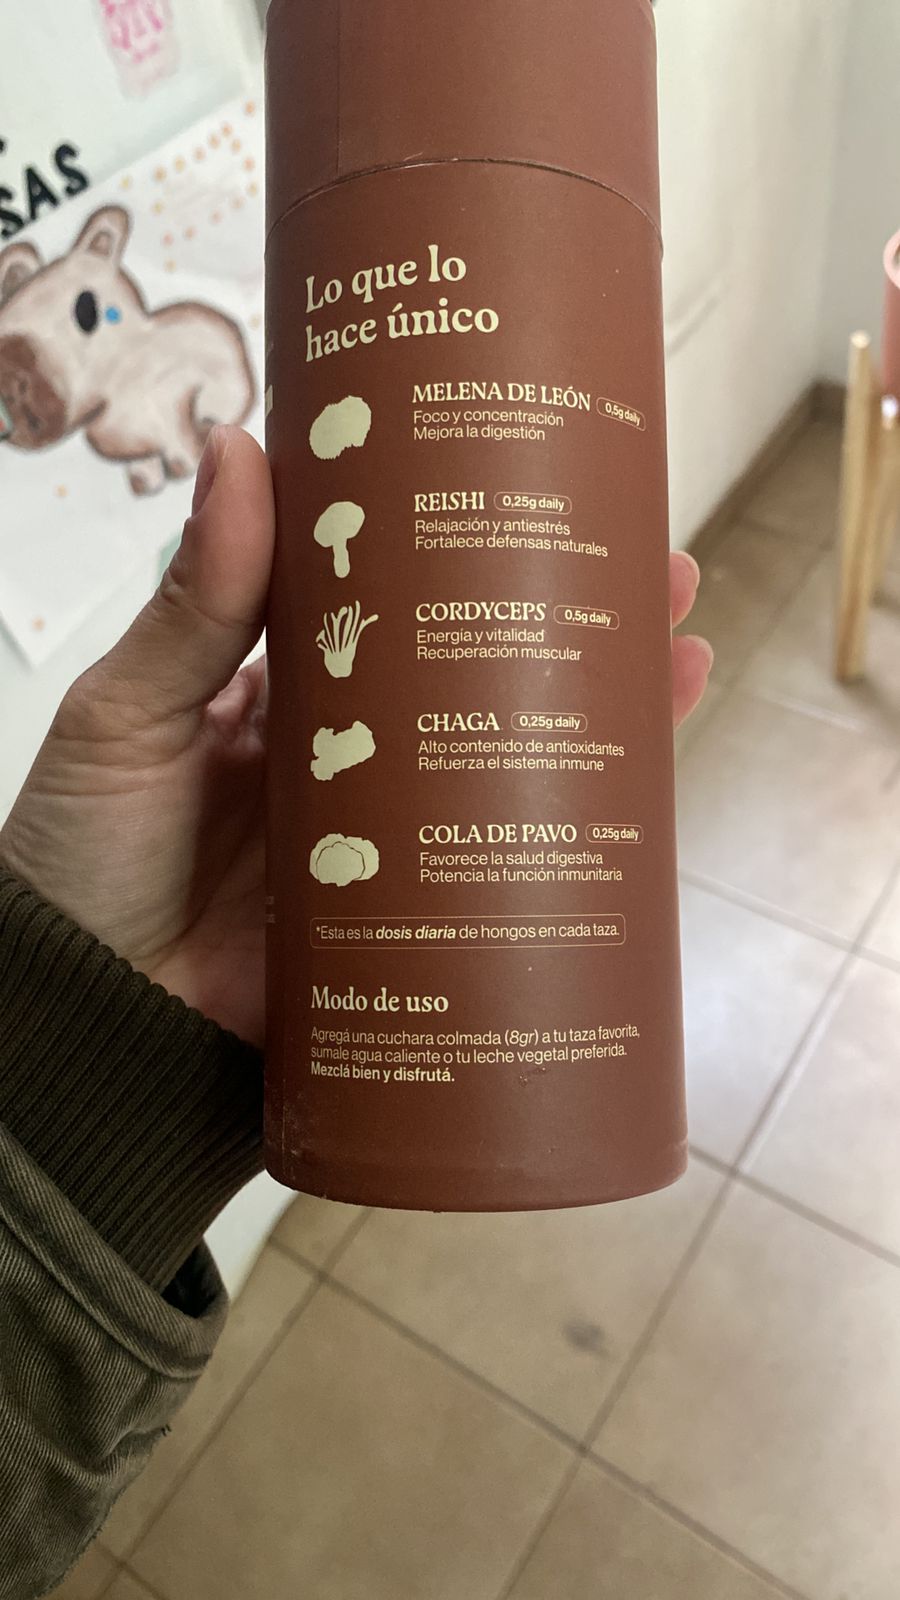 SAS
Lo que lo
hace único
MELENA DE LEÓN 0,5g daily
Foco y concentración
Mejora la digestión
REISHI 0,25g daily
Relajación y antiestrés
Fortalece defensas naturales
CORDYCEPS 0,5g daily
Energía y vitalidad
Recuperación muscular
CHAGA 0,25g daily
Alto contenido de antioxidantes
Refuerza el sistema inmune
COLA DE PAVO 0,25g daily
Favorece la salud digestiva
Potencia la función inmunitaria
*Esta es la dosis diaria de hongos en cada taza.
Modo de uso
Agregá una cuchara colmada (8gr) a tu taza favorita,
sumale agua caliente o tu leche vegetal preferida.
Mezclá bien y disfrutá.